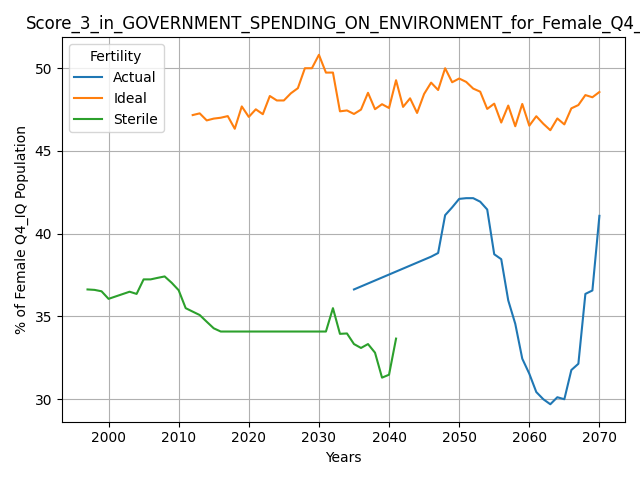 Score_3_in_GOVERNMENT_SPENDING_ON_ENVIRONMENT_for_Female_Q4_
Fertility
Actual
Ideal
Sterile
% of Female Q4_IQ Population
50
45
40
35
30
2000
2010
2020
2030
2040
2050
2060
2070
Years